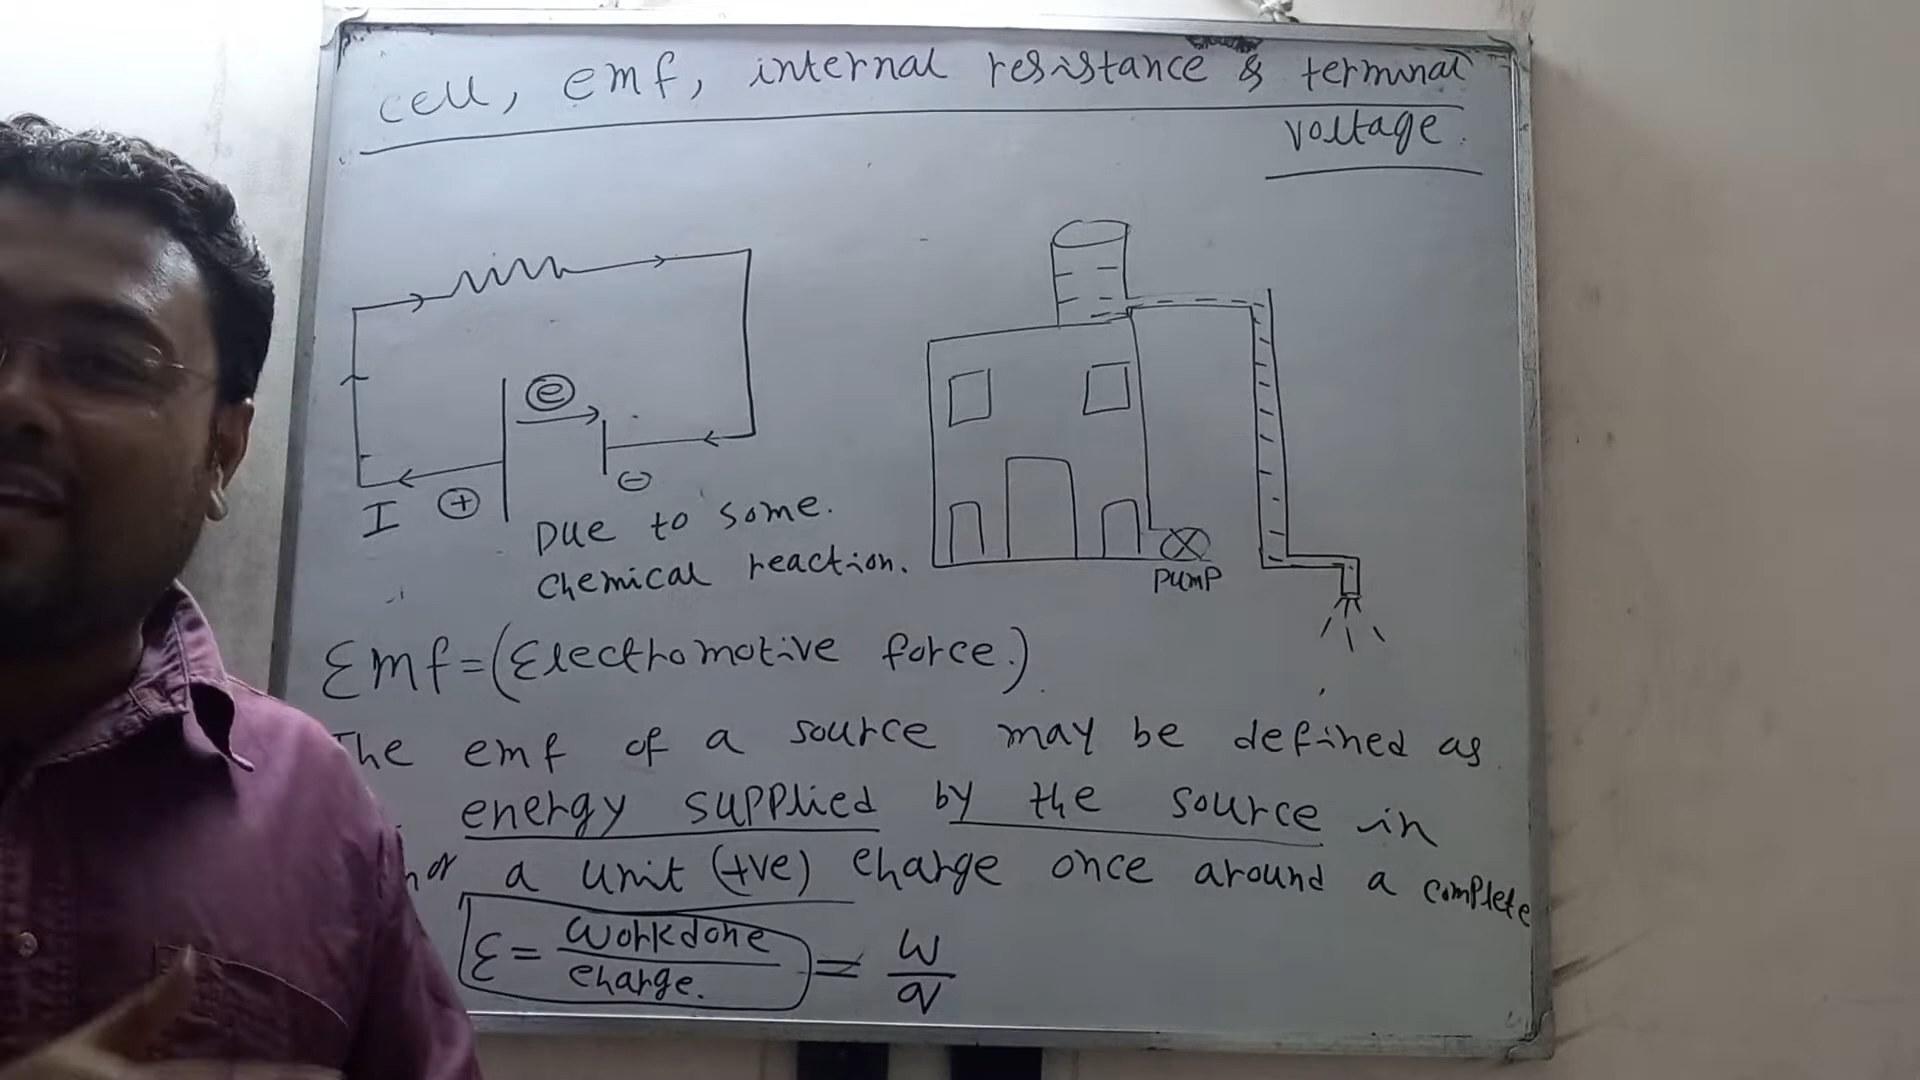 cell, emf, internal resistance & terminal
voltage.
e
I + -
Due to some.
chemical reaction.
PUMP
Emf = (Electromotive force.)
The emf of a source may be defined as
energy supplied by the source in
a unit (+ve) charge once around a complete
ε = workdone / charge. = W / q